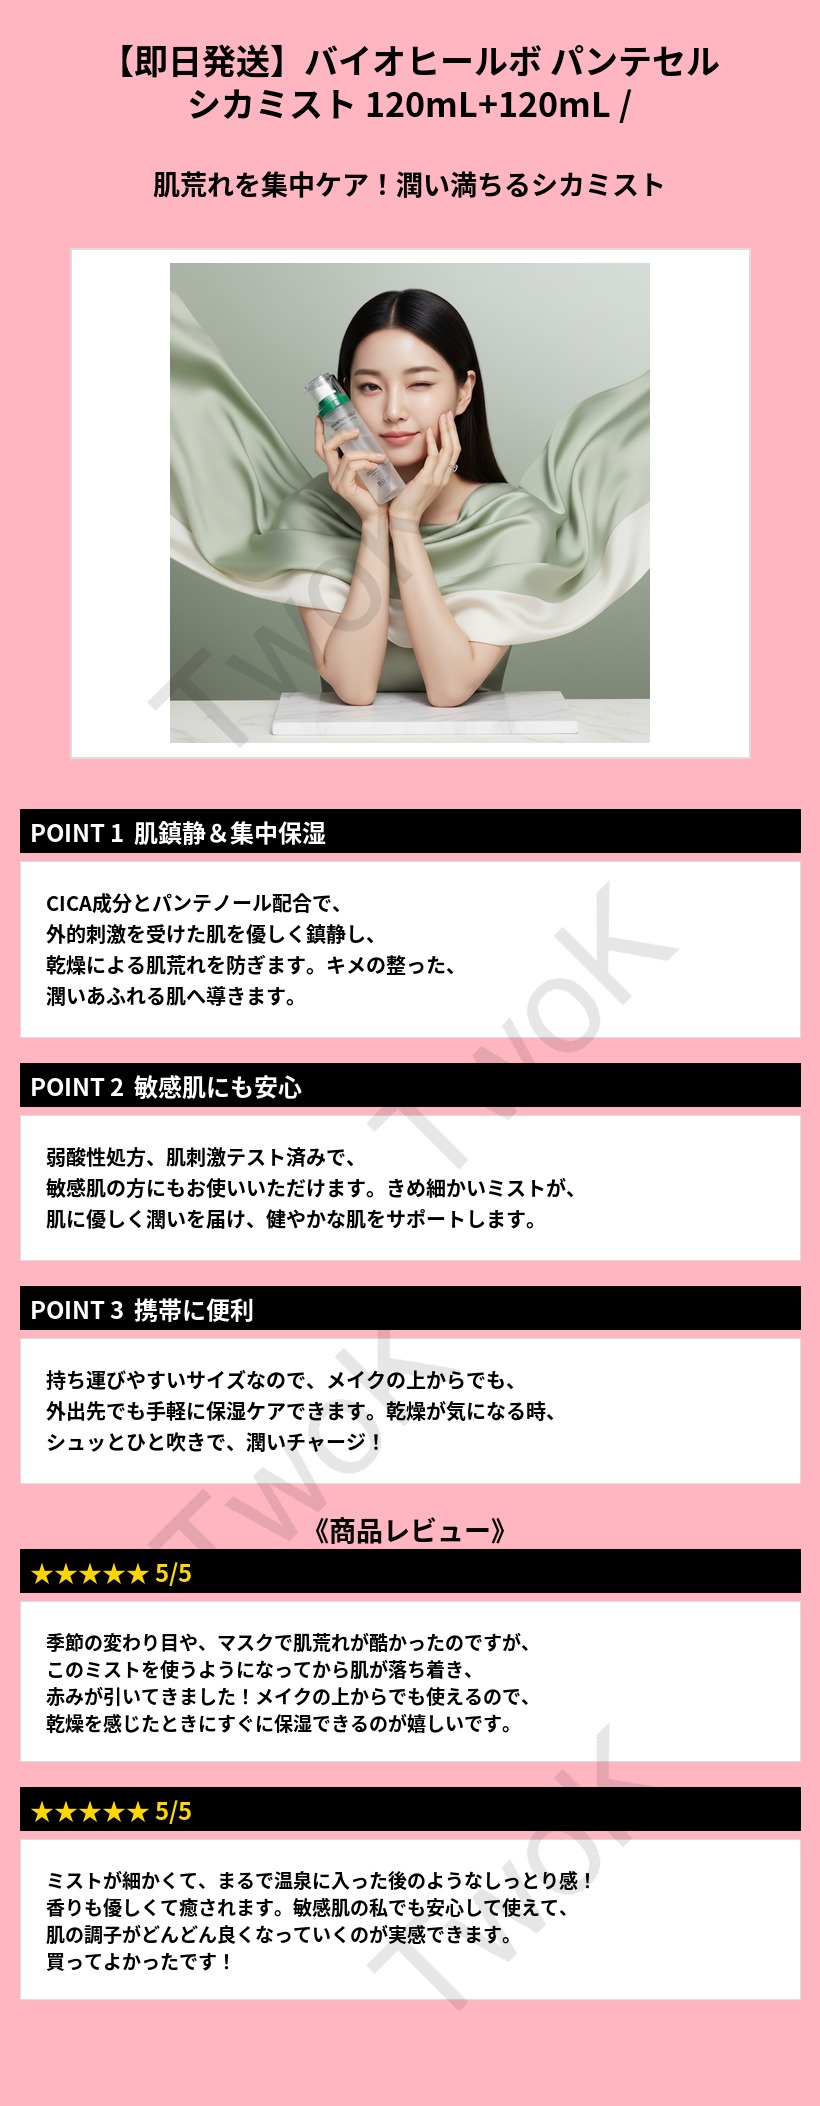 【即日発送】バイオヒールボ パンテセル
シカミスト 120mL+120mL /
肌荒れを集中ケア！潤い満ちるシカミスト
TwoK
POINT 1 肌鎮静＆集中保湿
CICA成分とパンテノール配合で、
外的刺激を受けた肌を優しく鎮静し、
乾燥による肌荒れを防ぎます。キメの整った、
潤いあふれる肌へ導きます。
TwoK
POINT 2 敏感肌にも安心
弱酸性処方、肌刺激テスト済みで、
敏感肌の方にもお使いいただけます。きめ細かいミストが、
肌に優しく潤いを届け、健やかな肌をサポートします。
POINT 3 携帯に便利
持ち運びやすいサイズなので、メイクの上からでも、
外出先でも手軽に保湿ケアできます。乾燥が気になる時、
シュッとひと吹きで、潤いチャージ！
TwoK
《商品レビュー》
★★★★★ 5/5
季節の変わり目や、マスクで肌荒れが酷かったのですが、
このミストを使うようになってから肌が落ち着き、
赤みが引いてきました！メイクの上からでも使えるので、
乾燥を感じたときにすぐに保湿できるのが嬉しいです。
★★★★★ 5/5
ミストが細かくて、まるで温泉に入った後のようなしっとり感！
香りも優しくて癒されます。敏感肌の私でも安心して使えて、
肌の調子がどんどん良くなっていくのが実感できます。
買ってよかったです！
TwoK